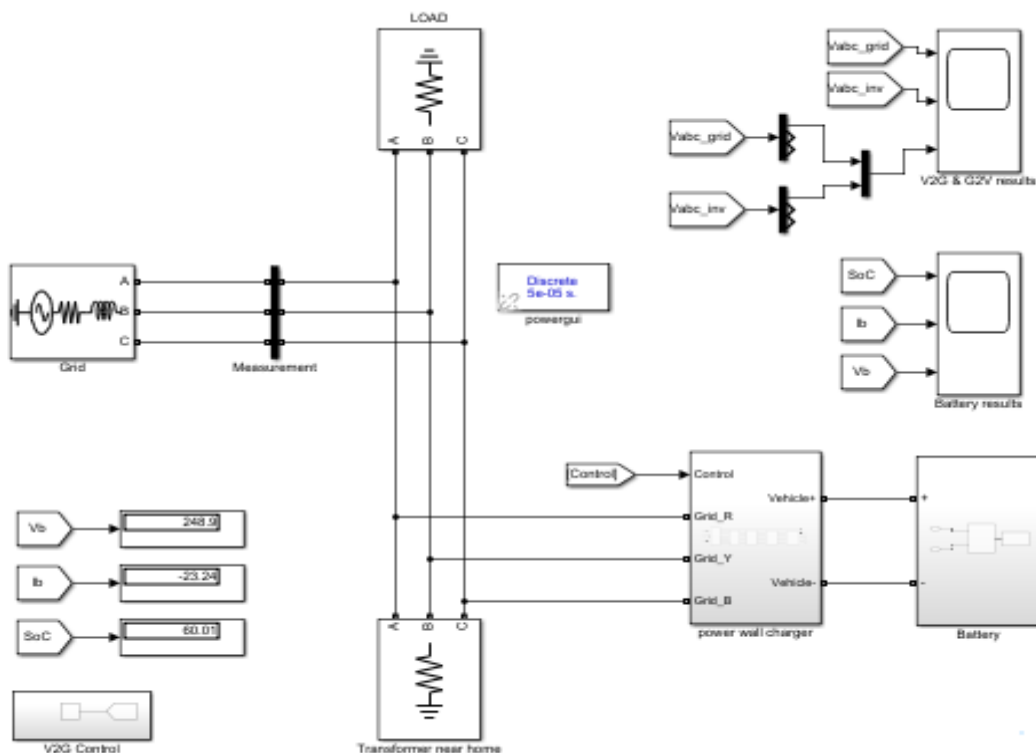 LOAD
A B C
Vabc_grid
Vabc_inv
Vabc_grid
Vabc_inv
V2G & G2V results
A
B
C
Grid
Measurement
Discrete
5e-05 s.
powergui
SoC
Ib
Vb
Battery results
[Control]
Control
Grid_R
Grid_Y
Grid_B
Vehicle+
Vehicle-
power wall charger
+
-
Battery
Vb
248.9
Ib
-23.24
SoC
60.01
V2G Control
A B C
Transformer near home